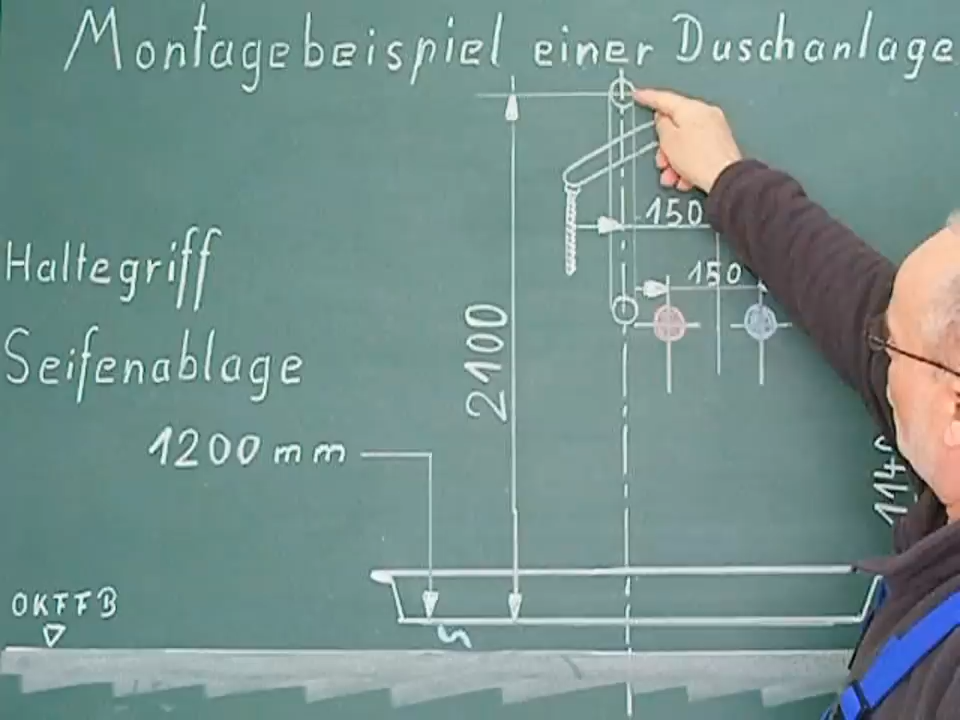 Montagebeispiel einer Duschanlage
150
Haltegriff
150
Seifenablage
2100
1200 mm
OKFFB